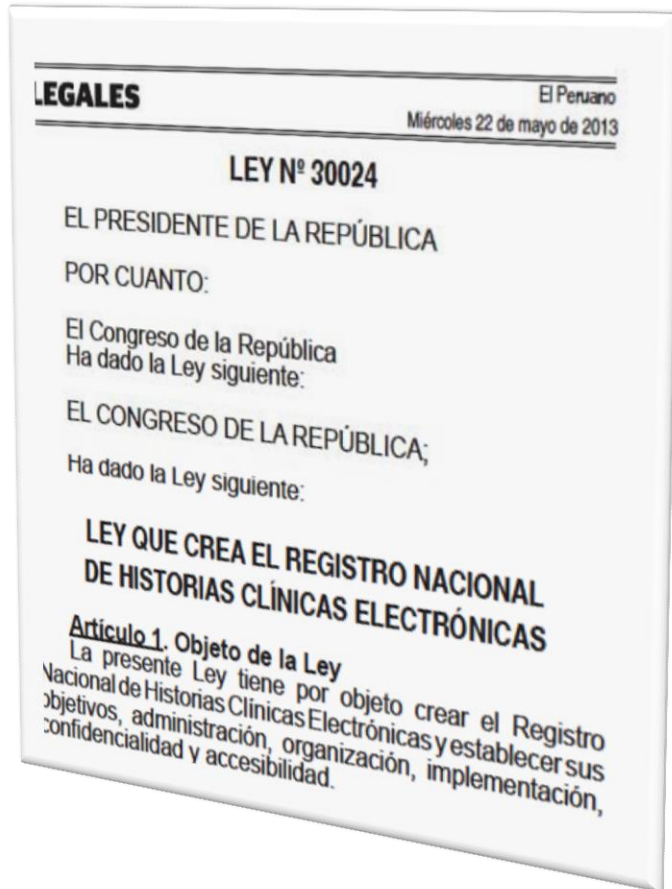 LEGALES
El Peruano
Miércoles 22 de mayo de 2013
LEY Nº 30024
EL PRESIDENTE DE LA REPÚBLICA
POR CUANTO:
El Congreso de la República
Ha dado la Ley siguiente:
EL CONGRESO DE LA REPÚBLICA;
Ha dado la Ley siguiente:
LEY QUE CREA EL REGISTRO NACIONAL
DE HISTORIAS CLÍNICAS ELECTRÓNICAS
Artículo 1. Objeto de la Ley
La presente Ley tiene por objeto crear el Registro
Nacional de Historias Clínicas Electrónicas y establecer sus
objetivos, administración, organización, implementación,
confidencialidad y accesibilidad.